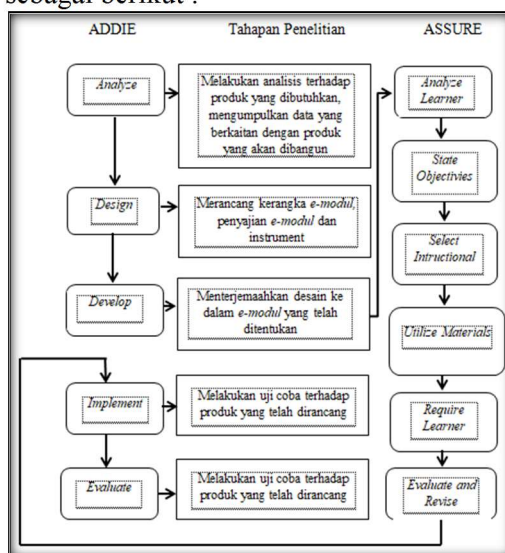 sebagai berikut :
ADDIE
Tahapan Penelitian
ASSURE
Analyze
Melakukan analisis terhadap
produk yang dibutuhkan,
mengumpulkan data yang
berkaitan dengan produk
yang akan dibangun
Analyze
Learner
State
Objectivies
Design
Merancang kerangka e-modul,
penyajian e-modul dan
instrument
Select
Intructional
Develop
Menterjemaahkan desain ke
dalam e-modul yang telah
ditentukan
Utilize Materials
Implement
Melakukan uji coba terhadap
produk yang telah dirancang
Require
Learner
Evaluate
Melakukan uji coba terhadap
produk yang telah dirancang
Evaluate and
Revise